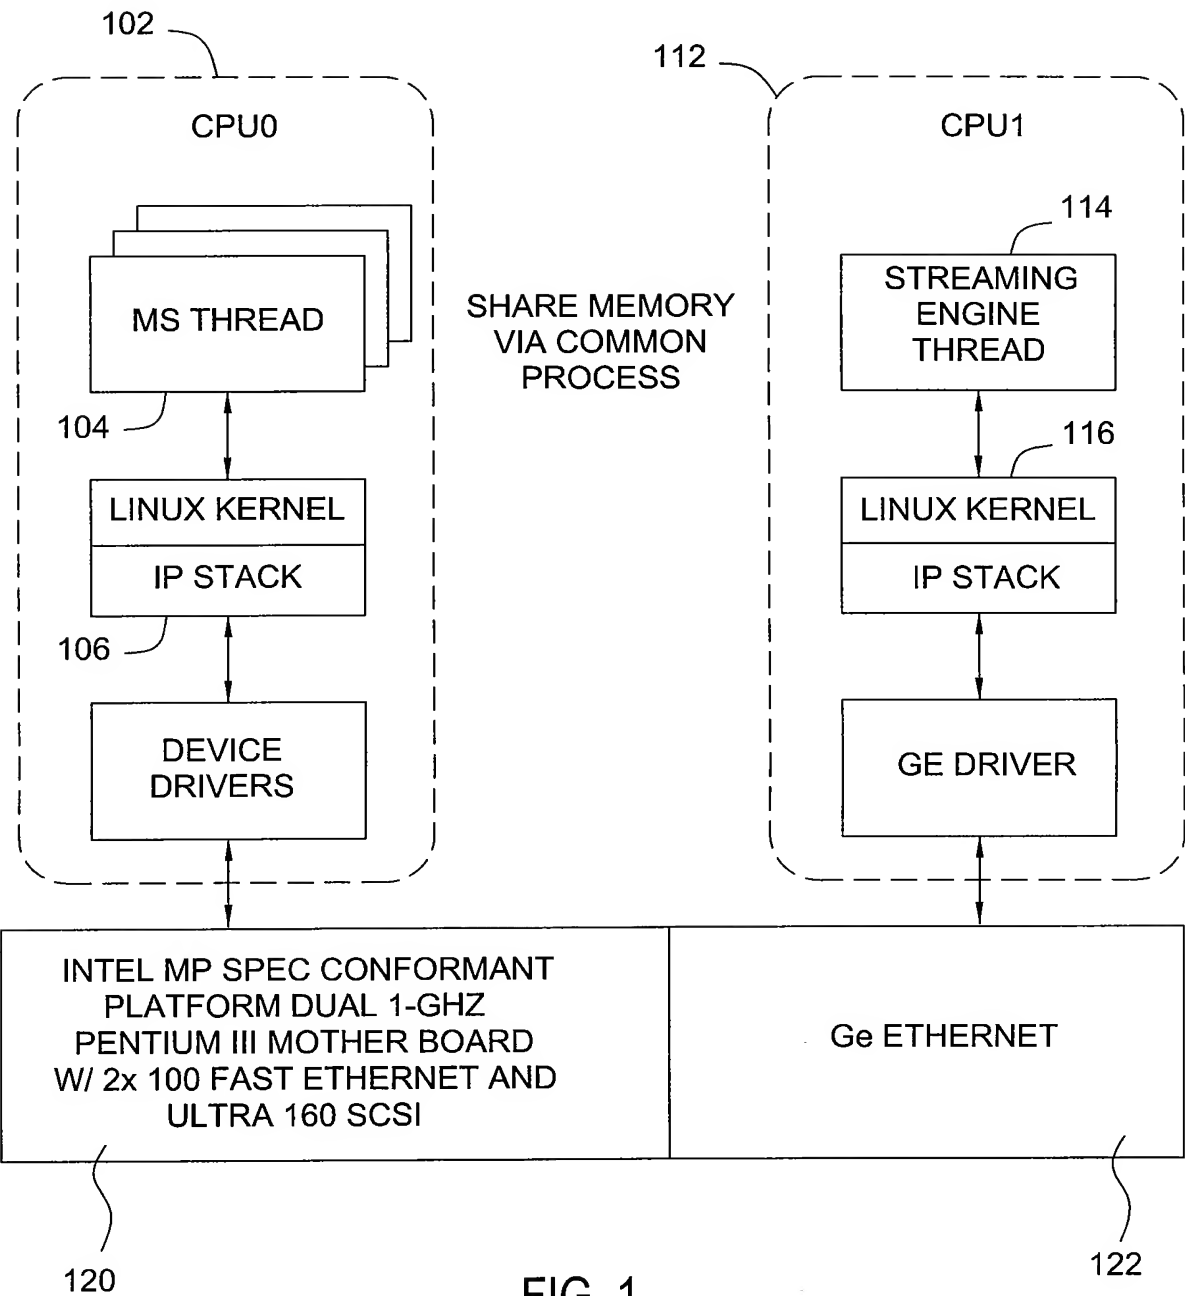 102
112
CPU0
CPU1
114
MS THREAD
SHARE MEMORY
VIA COMMON
PROCESS
STREAMING
ENGINE
THREAD
104
116
LINUX KERNEL
IP STACK
LINUX KERNEL
IP STACK
106
DEVICE
DRIVERS
GE DRIVER
INTEL MP SPEC CONFORMANT
PLATFORM DUAL 1-GHZ
PENTIUM III MOTHER BOARD
W/ 2x 100 FAST ETHERNET AND
ULTRA 160 SCSI
Ge ETHERNET
120
122
FIG. 1